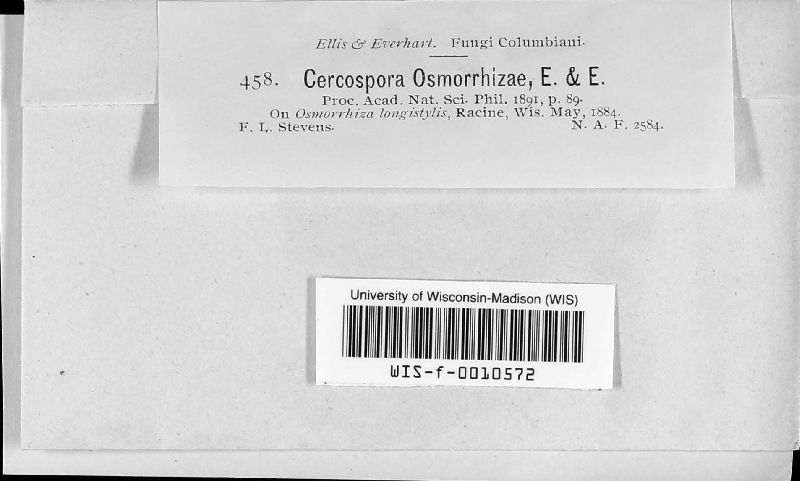 Ellis & Everhart. Fungi Columbiani.
458. Cercospora Osmorrhizae, E. & E.
Proc. Acad. Nat. Sci. Phil. 1891, p. 89.
On Osmorrhiza longistylis, Racine, Wis. May, 1884.
F. L. Stevens. N. A. F. 2584.
University of Wisconsin-Madison (WIS)
WIS-f-0010572